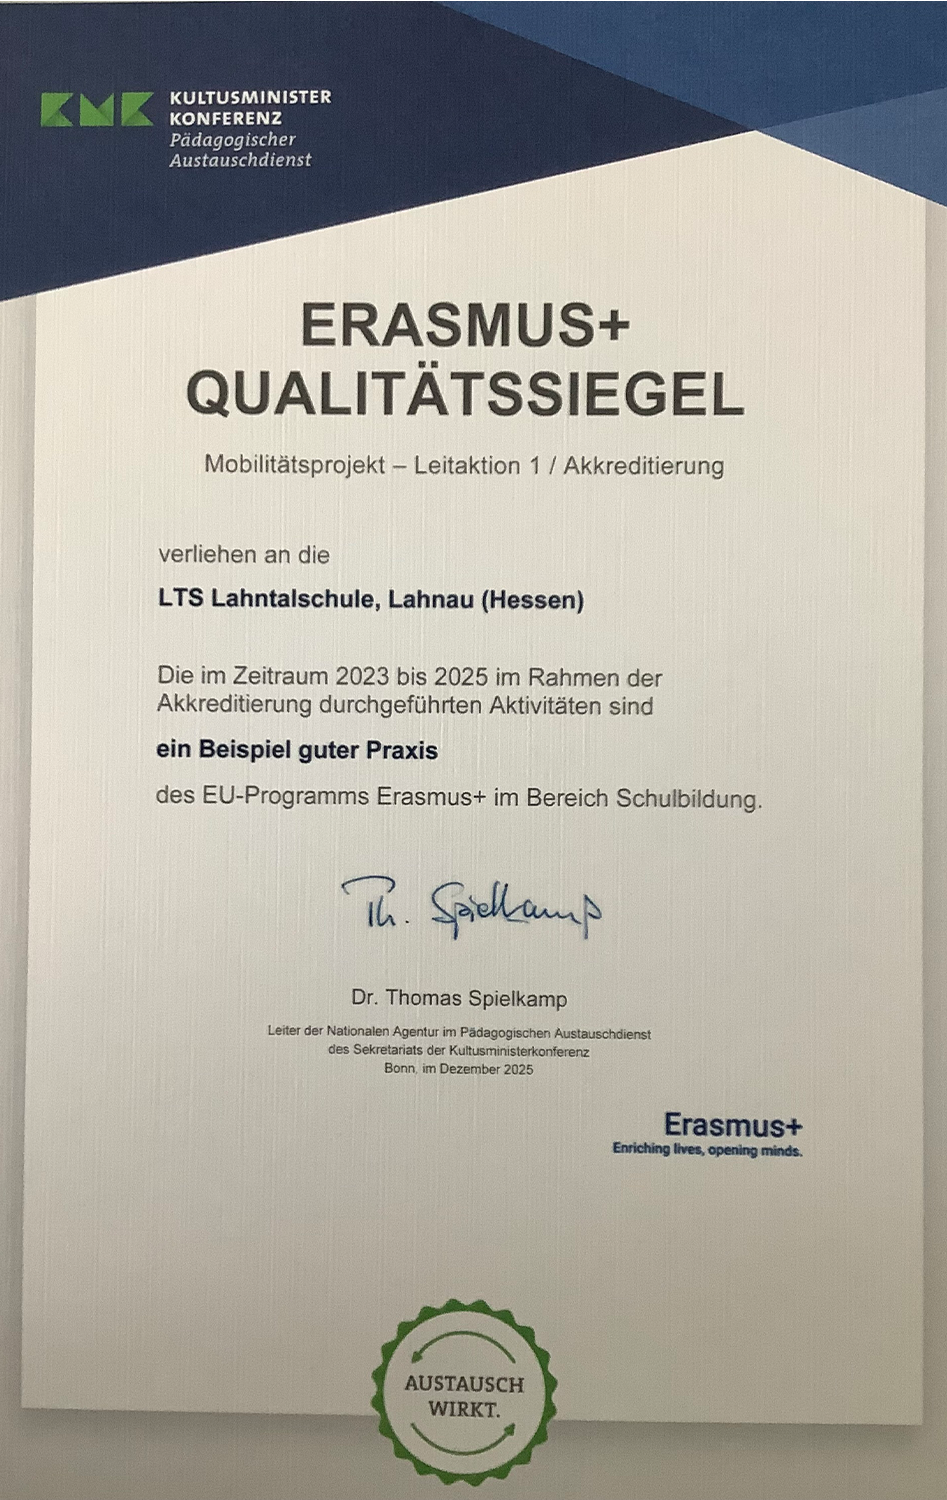 KMK KULTUSMINISTER
KONFERENZ
Pädagogischer
Austauschdienst
ERASMUS+
QUALITÄTSSIEGEL
Mobilitätsprojekt – Leitaktion 1 / Akkreditierung
verliehen an die
LTS Lahntalschule, Lahnau (Hessen)
Die im Zeitraum 2023 bis 2025 im Rahmen der
Akkreditierung durchgeführten Aktivitäten sind
ein Beispiel guter Praxis
des EU-Programms Erasmus+ im Bereich Schulbildung.
Th. Spielkamp
Dr. Thomas Spielkamp
Leiter der Nationalen Agentur im Pädagogischen Austauschdienst
des Sekretariats der Kultusministerkonferenz
Bonn, im Dezember 2025
Erasmus+
Enriching lives, opening minds.
AUSTAUSCH
WIRKT.